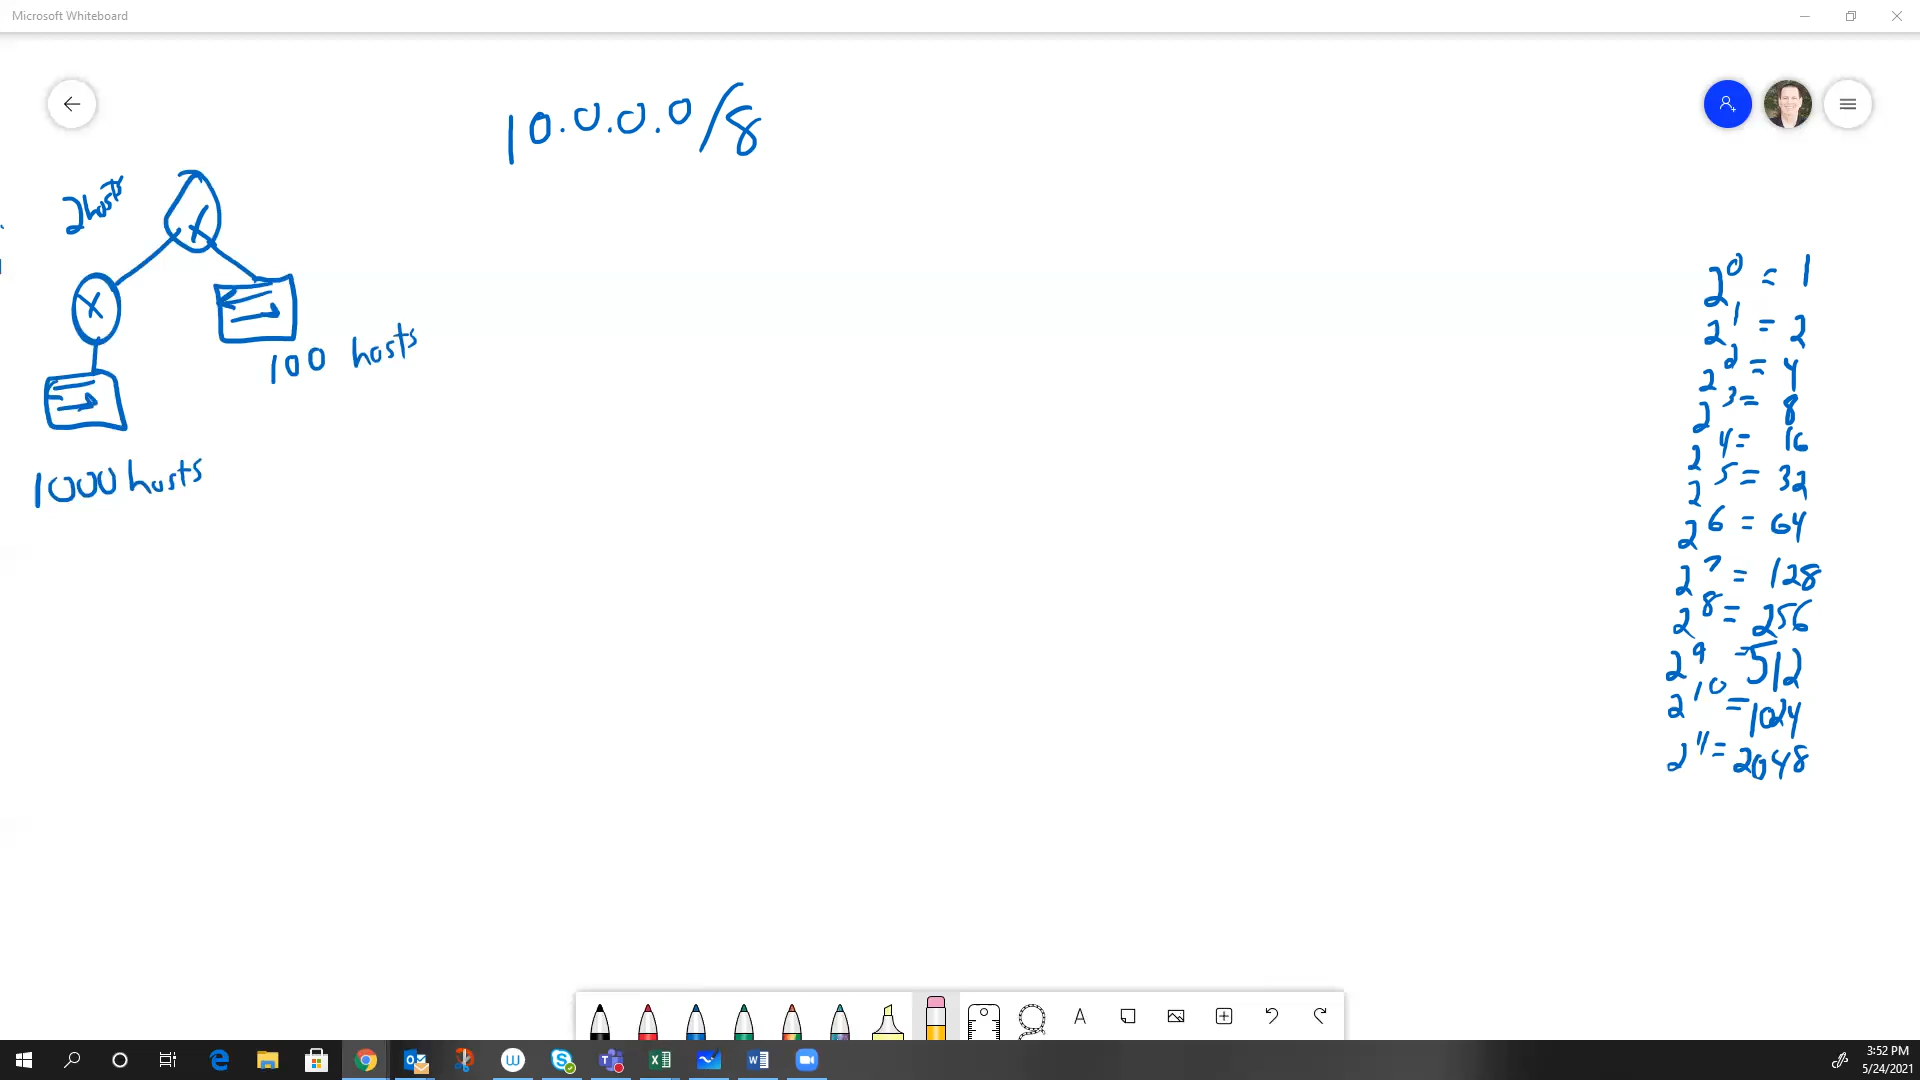 Microsoft Whiteboard
10.0.0.0/8
2 hosts
X
X
100 hosts
1000 hosts
2^0 = 1
2^1 = 2
2^2 = 4
2^3 = 8
2^4 = 16
2^5 = 32
2^6 = 64
2^7 = 128
2^8 = 256
2^9 = 512
2^10 = 1024
2^11 = 2048
A
3:52 PM
5/24/2021